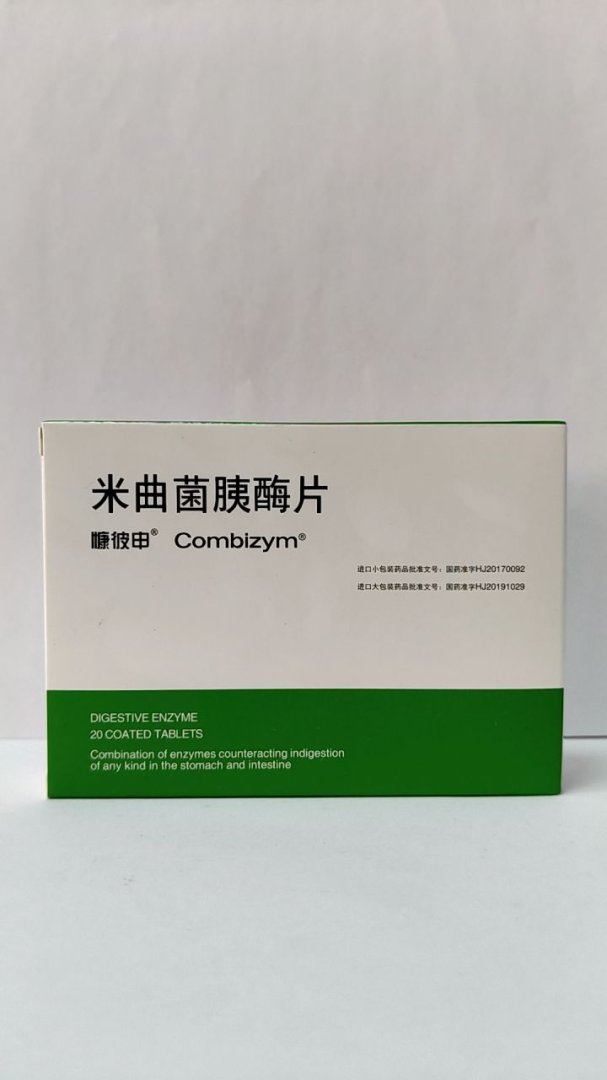 米曲菌胰酶片
慷彼申® Combizym®
进口小包装药品批准文号：国药准字HJ20170092
进口大包装药品批准文号：国药准字HJ20191029
DIGESTIVE ENZYME
20 COATED TABLETS
Combination of enzymes counteracting indigestion
of any kind in the stomach and intestine